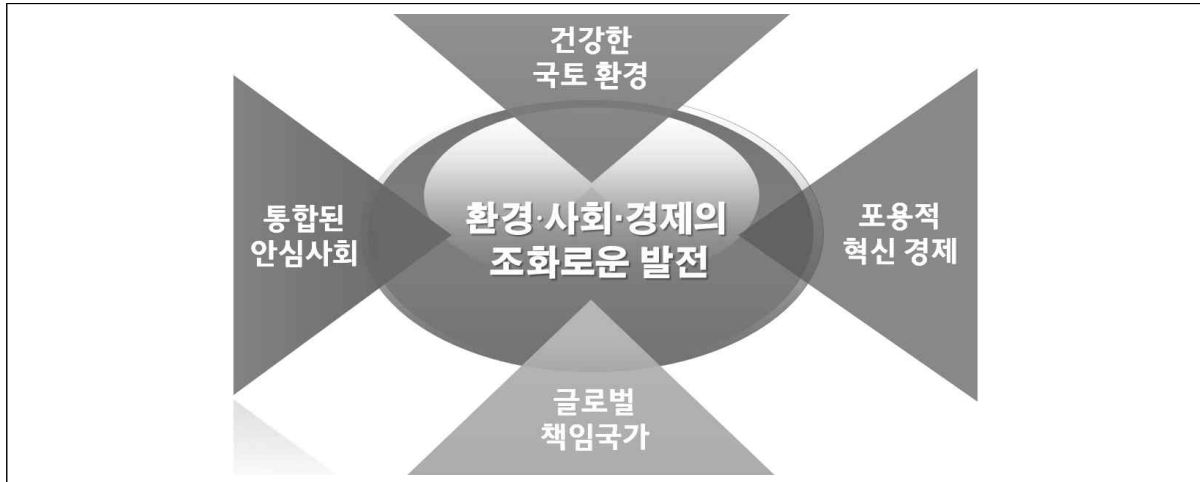 건강한
국토 환경
통합된
안심사회
환경·사회·경제의
조화로운 발전
포용적
혁신 경제
글로벌
책임국가